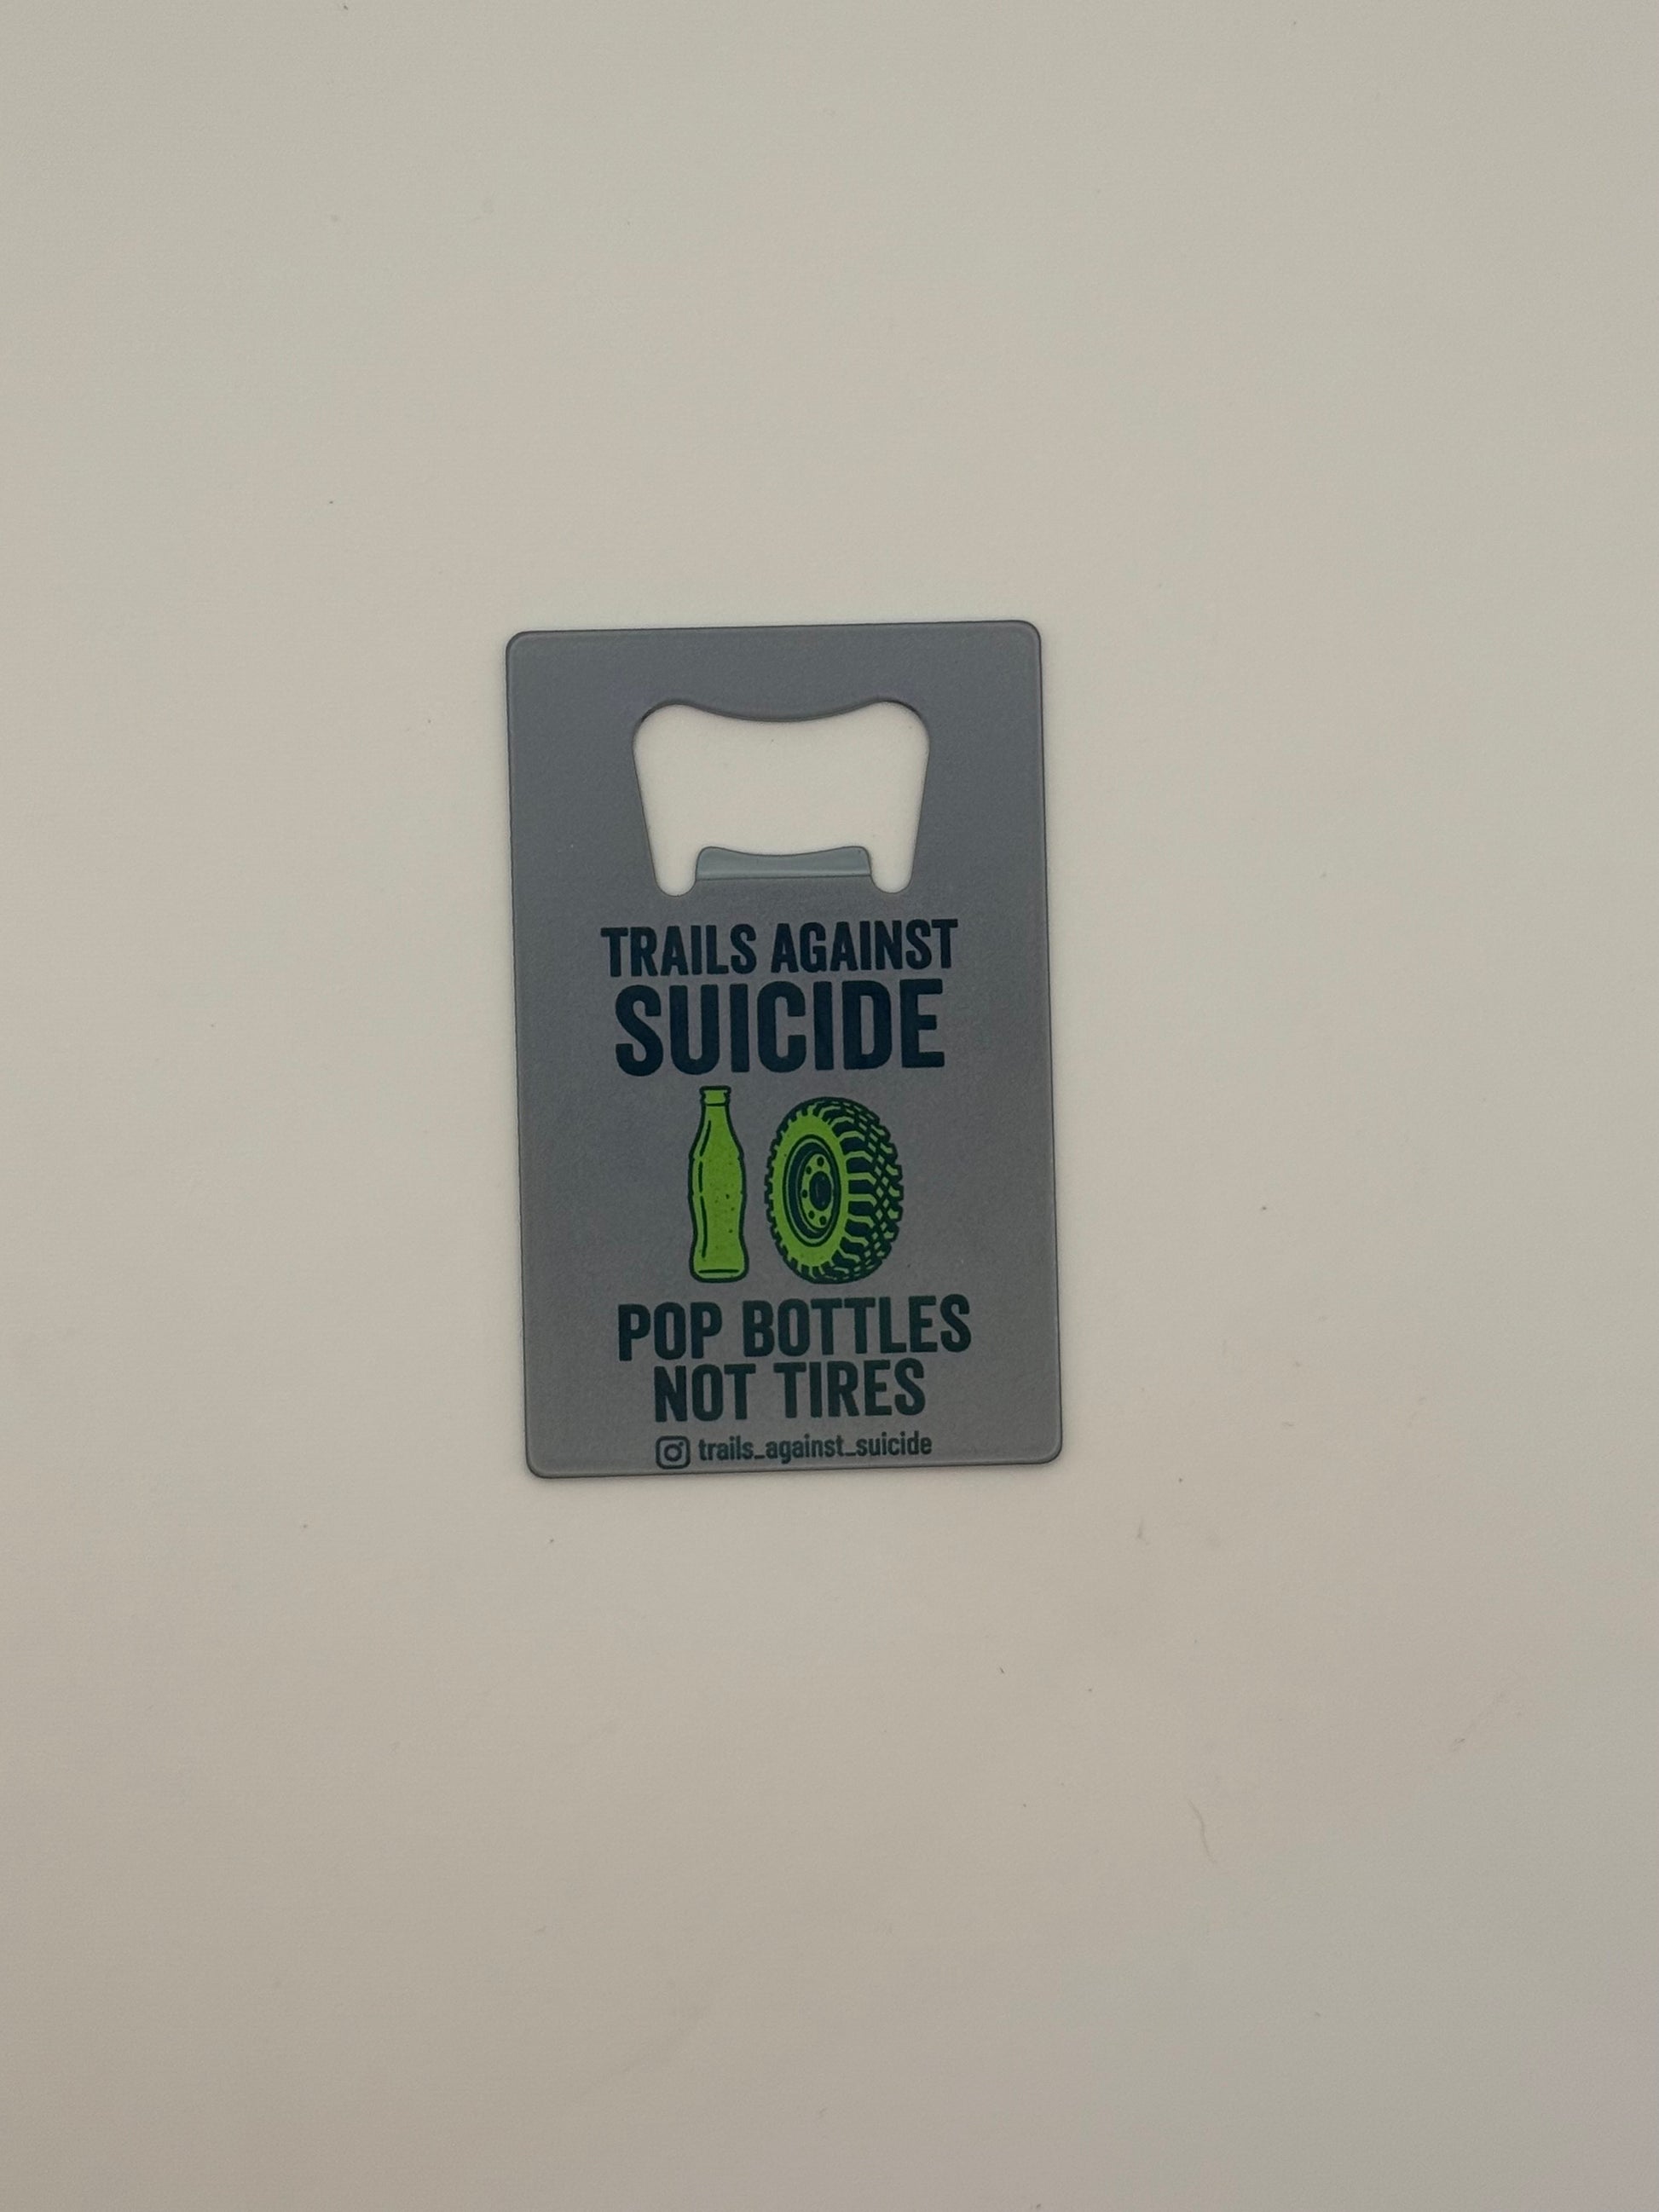 TRAILS AGAINST
SUICIDE
POP BOTTLES
NOT TIRES
trails_against_suicide